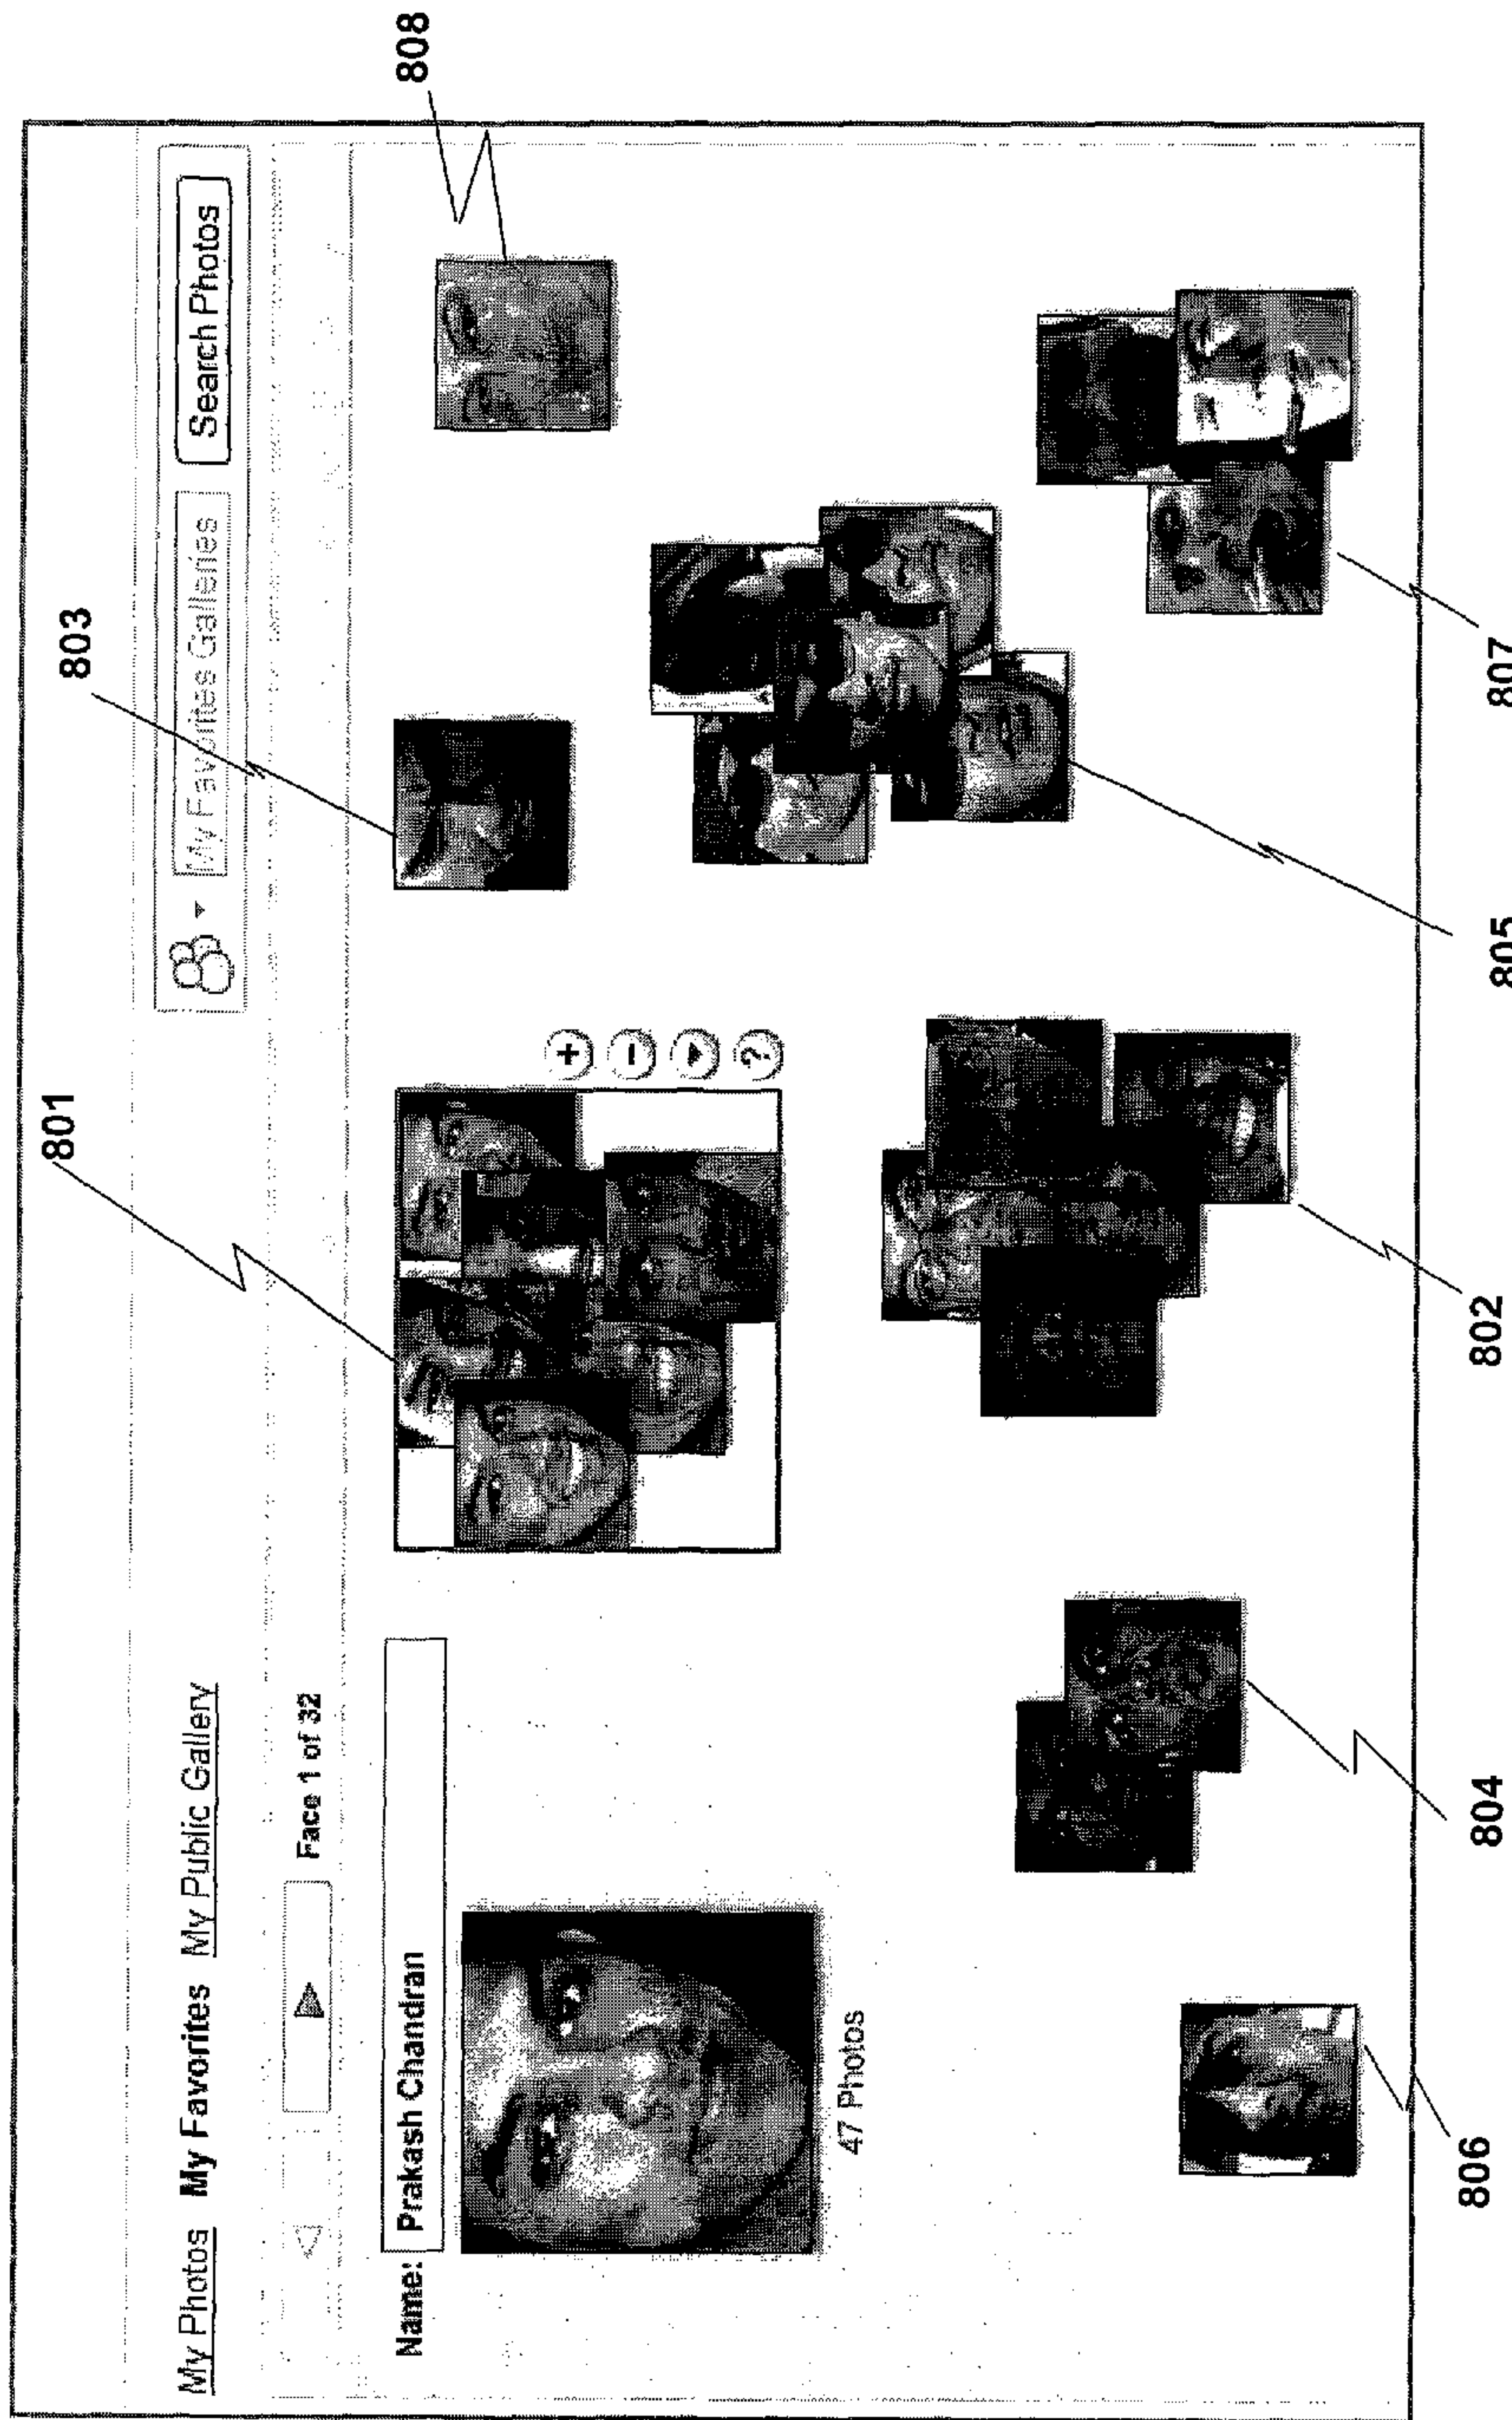 801
803
808
My Photos My Favorites My Public Gallery
My Favorites Galleries Search Photos
Face 1 of 32
Name: Prakash Chandran
+
-
?
47 Photos
806
804
802
805
807